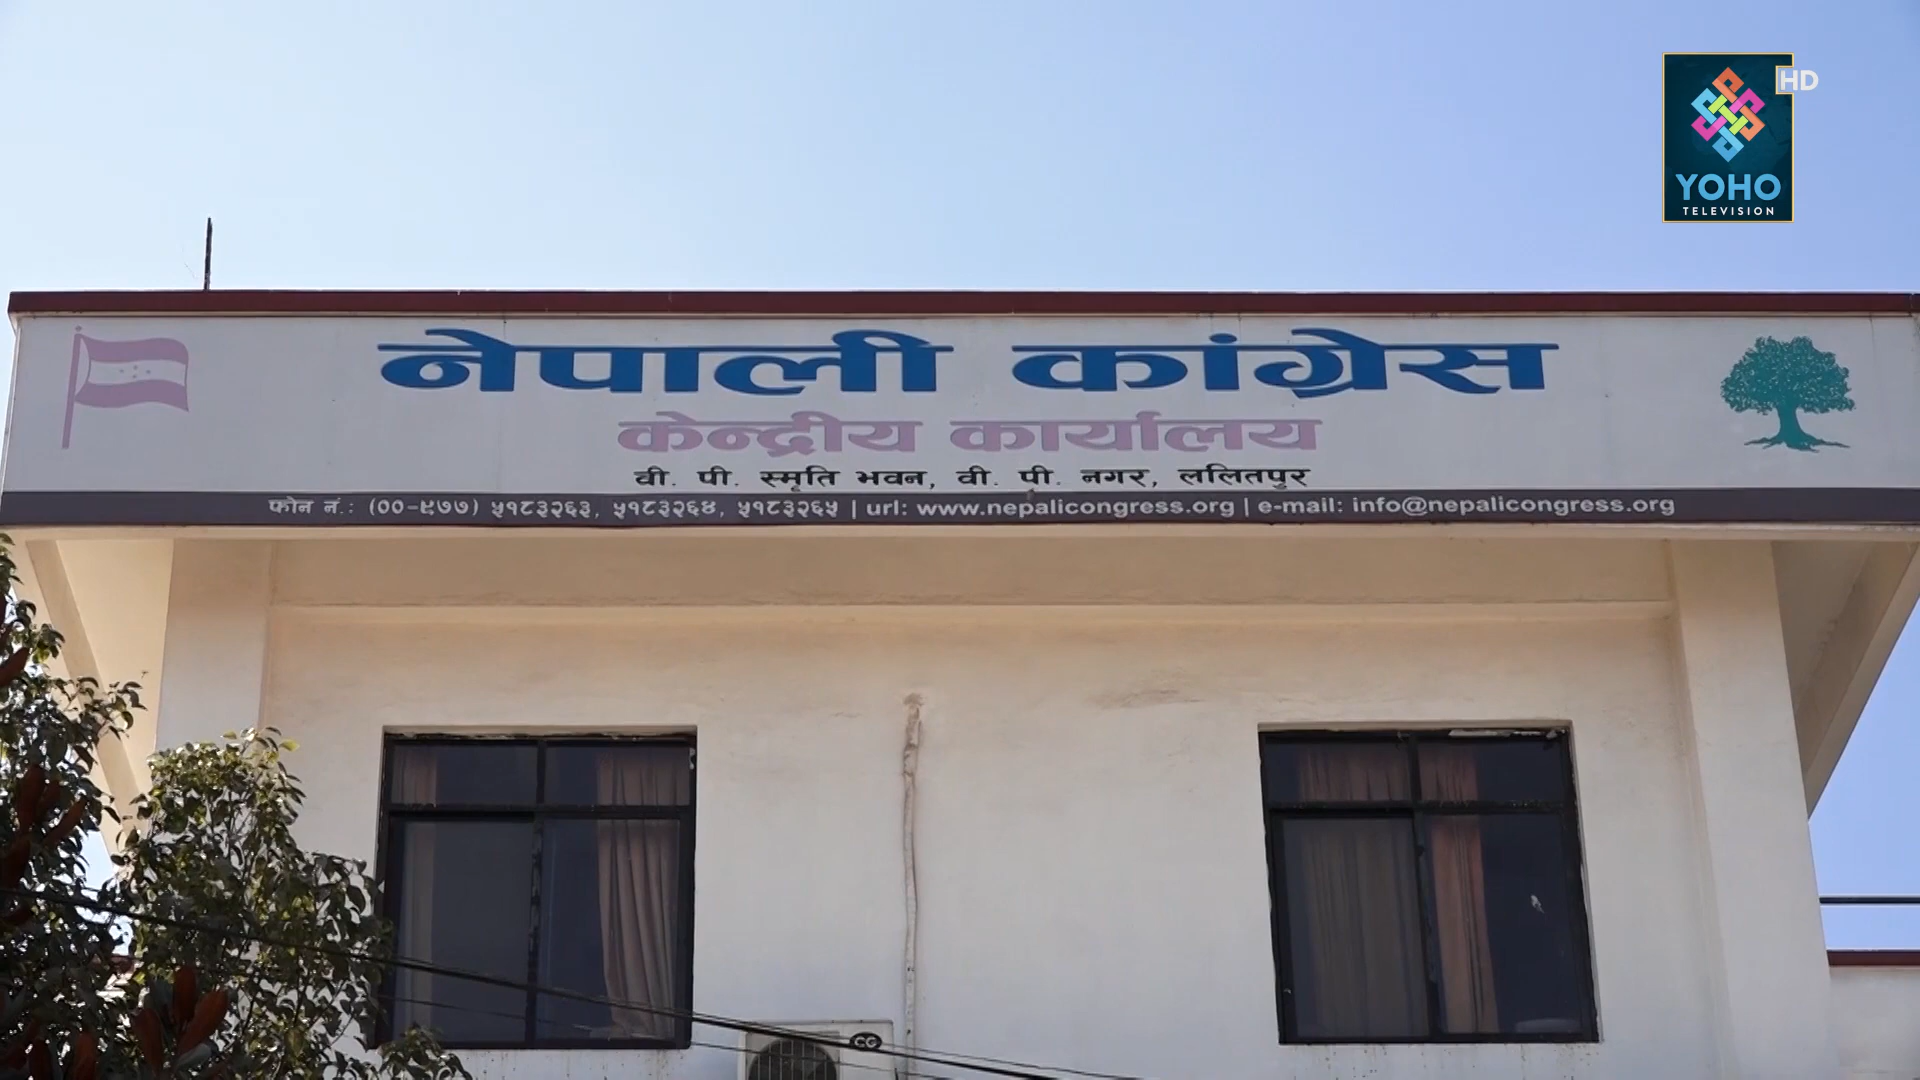 HD
YOHO
TELEVISION
नेपाली कांग्रेस
केन्द्रीय कार्यालय
वी. पी. स्मृति भवन, वी. पी. नगर, ललितपुर
फोन नं.: (००-९७७) ५१८३२६३, ५१८३२६४, ५१८३२६५ | url: www.nepalicongress.org | e-mail: info@nepalicongress.org
CG